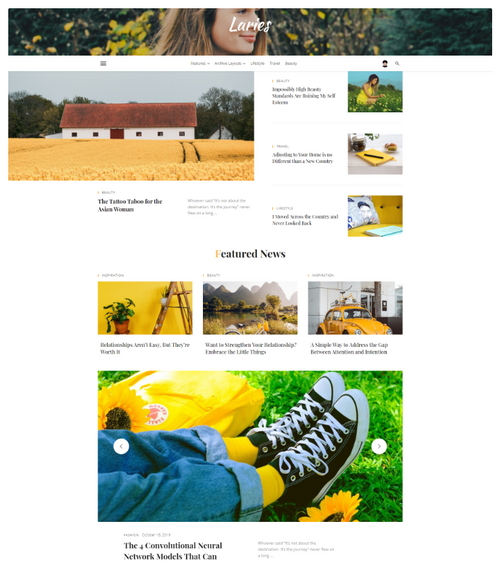 Laries
Features
Archive Layouts
Lifestyle
Travel
Beauty
BEAUTY
Impossibly High Beauty
Standards Are Ruining My Self
Esteem
TRAVEL
Adjusting to Your Home is no
Different than a New Country
LIFESTYLE
I Moved Across the Country and
Never Looked Back
BEAUTY
The Tattoo Taboo for the
Asian Woman
Whoever said "It's not about the
destination. It's the journey" never
flew on a long ...
Featured News
INSPIRATION
Relationships Aren't Easy, But They're
Worth It
BEAUTY
Want to Strengthen Your Relationship?
Embrace the Little Things
INSPIRATION
A Simple Way to Address the Gap
Between Attention and Intention
FASHION
The 4 Convolutional Neural
Network Models That Can
Whoever said "It's not about the
destination. It's the journey" never flew on
a long ...